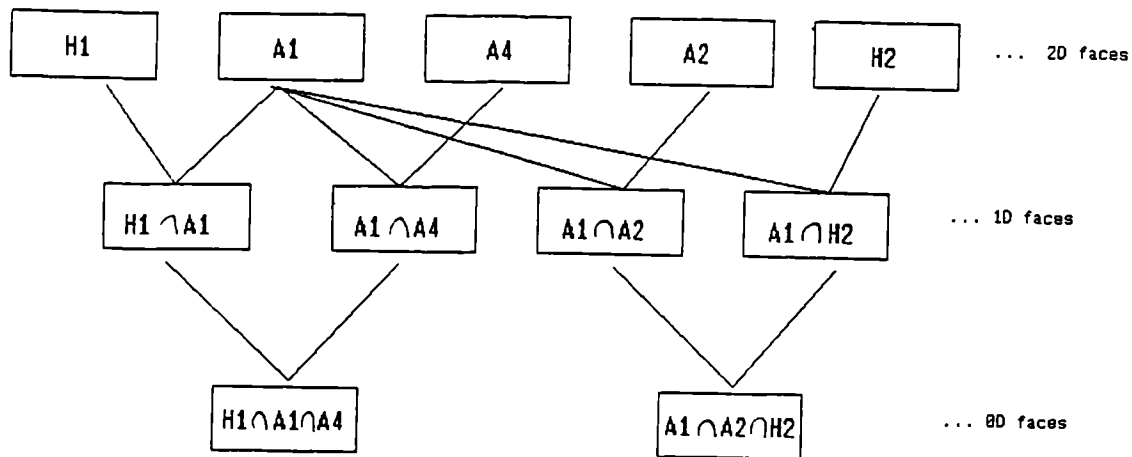 H1 A1 A4 A2 H2 ... 2D faces
H1 ∩ A1 A1 ∩ A4 A1 ∩ A2 A1 ∩ H2 ... 1D faces
H1∩A1∩A4 A1∩A2∩H2 ... 0D faces